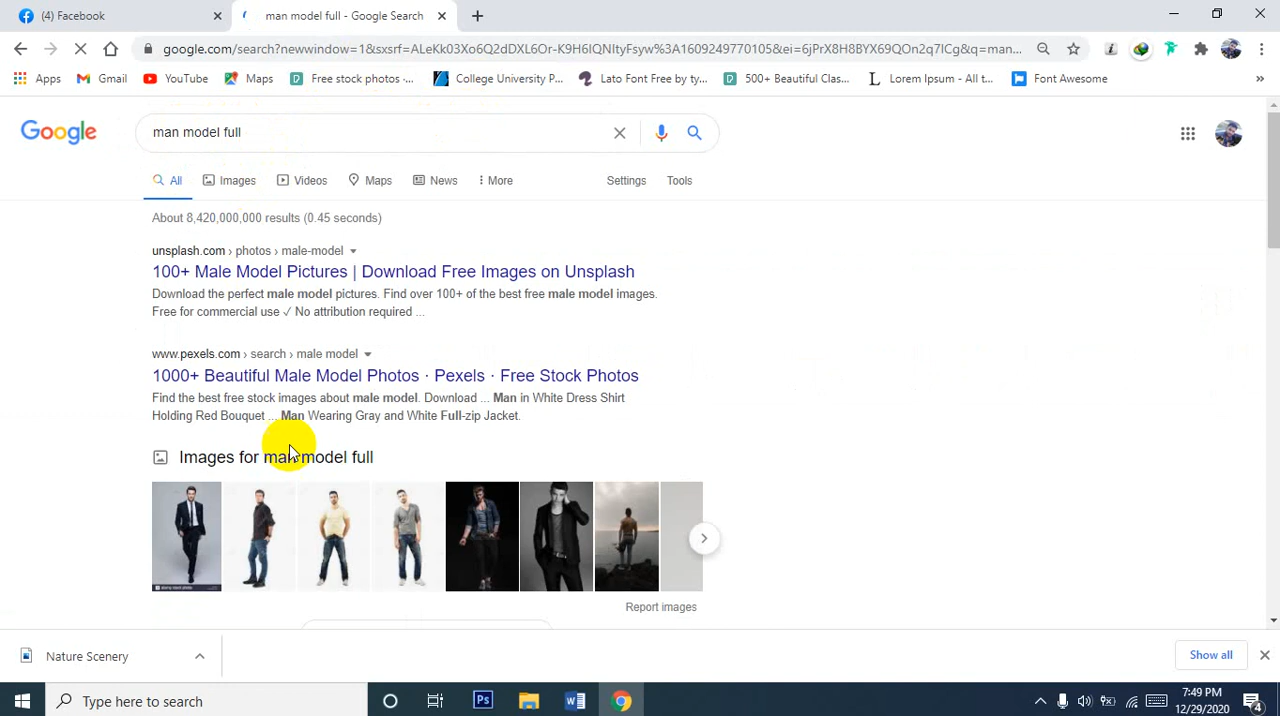 (4) Facebook
man model full - Google Search
google.com/search?newwindow=1&sxsrf=ALeKk03Xo6Q2dDXL6Or-K9H6IQNItyFsyw%3A1609249770105&ei=6jPrX8H8BYX69QOn2q7ICg&q=man...
Apps
Gmail
YouTube
Maps
Free stock photos ·...
College University P...
Lato Font Free by ty...
500+ Beautiful Clas...
Lorem Ipsum - All t...
Font Awesome
»
Google
man model full
All
Images
Videos
Maps
News
More
Settings
Tools
About 8,420,000,000 results (0.45 seconds)
unsplash.com › photos › male-model
100+ Male Model Pictures | Download Free Images on Unsplash
Download the perfect male model pictures. Find over 100+ of the best free male model images.
Free for commercial use ✓ No attribution required ...
www.pexels.com › search › male model
1000+ Beautiful Male Model Photos · Pexels · Free Stock Photos
Find the best free stock images about male model. Download ... Man in White Dress Shirt
Holding Red Bouquet ... Man Wearing Gray and White Full-zip Jacket.
Images for man model full
Report images
Nature Scenery
Show all
Type here to search
Ps
7:49 PM
12/29/2020
4